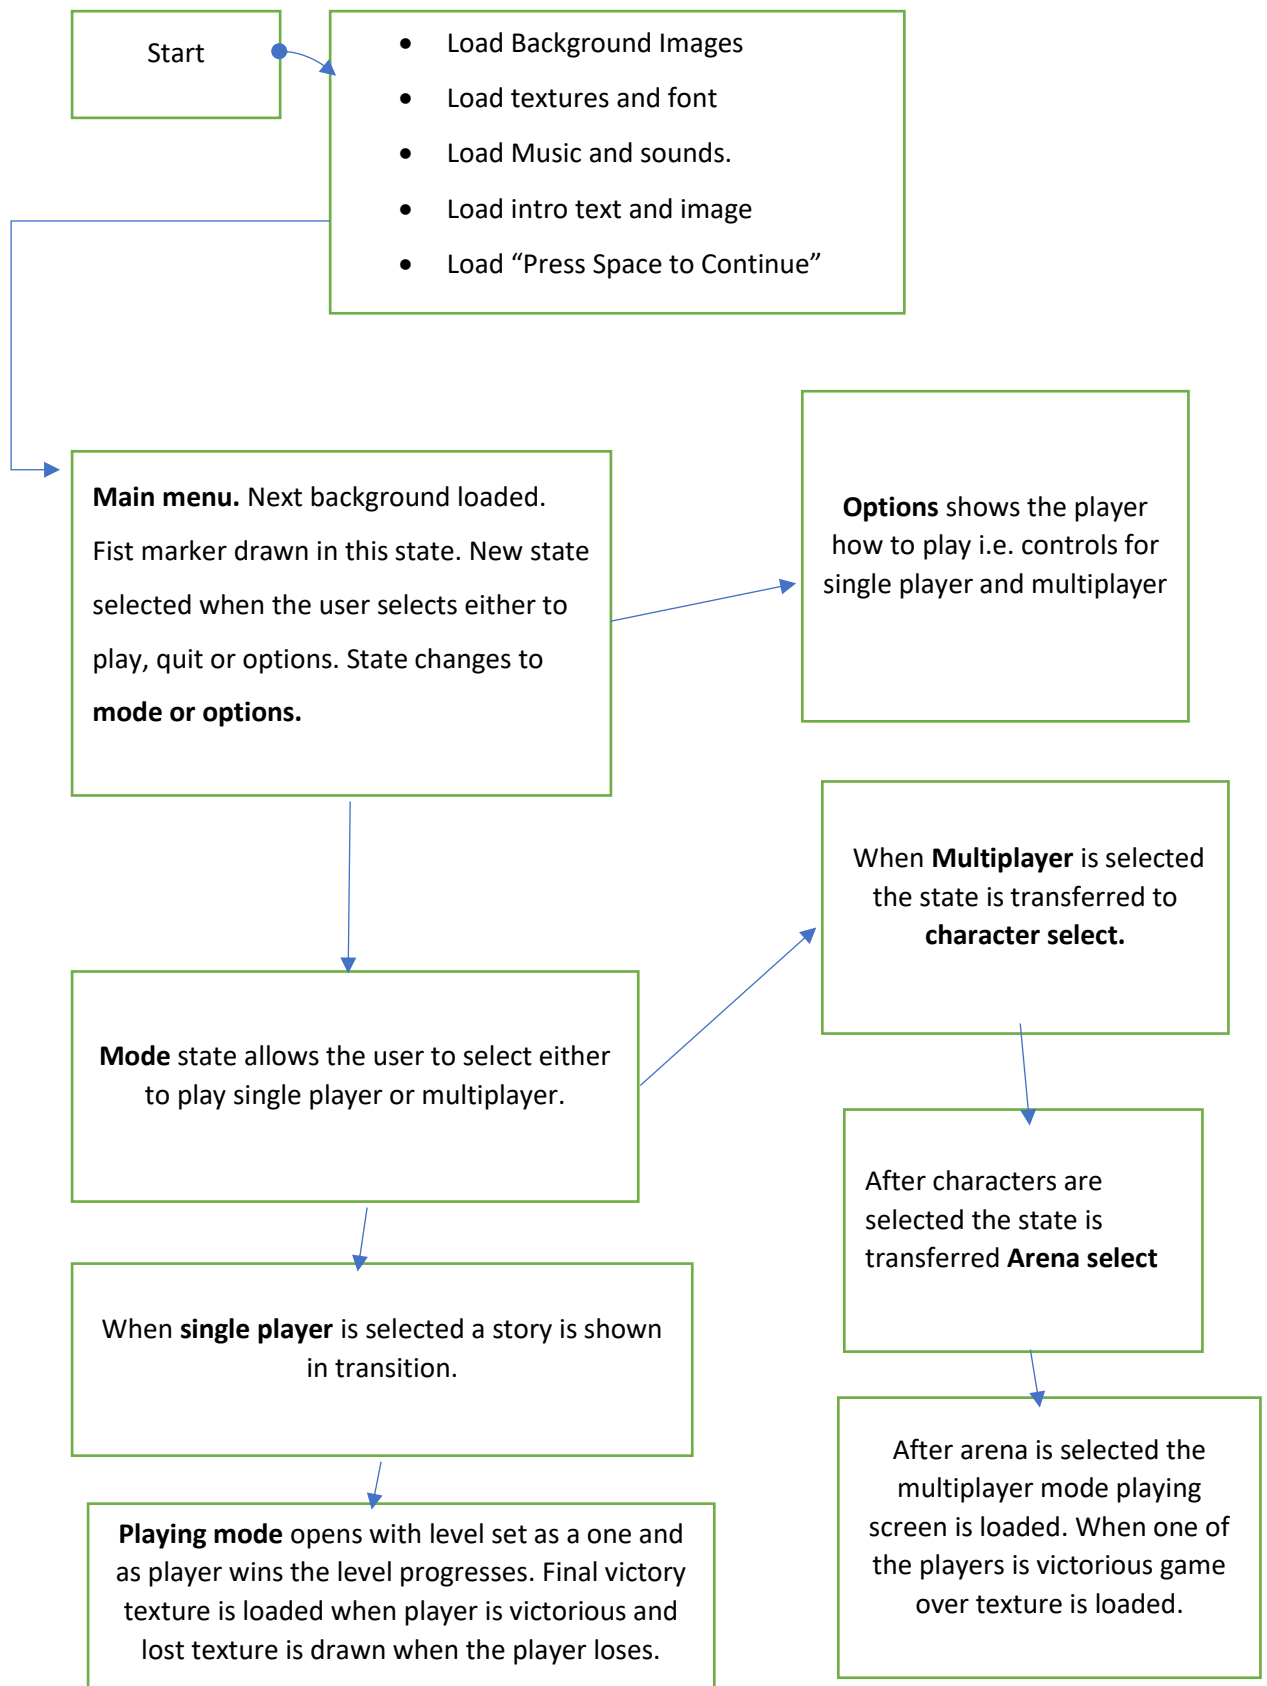 Start
• Load Background Images
• Load textures and font
• Load Music and sounds.
• Load intro text and image
• Load “Press Space to Continue”
Main menu. Next background loaded.
Fist marker drawn in this state. New state
selected when the user selects either to
play, quit or options. State changes to
mode or options.
Options shows the player
how to play i.e. controls for
single player and multiplayer
When Multiplayer is selected
the state is transferred to
character select.
Mode state allows the user to select either
to play single player or multiplayer.
After characters are
selected the state is
transferred Arena select
When single player is selected a story is shown
in transition.
After arena is selected the
multiplayer mode playing
screen is loaded. When one of
the players is victorious game
over texture is loaded.
Playing mode opens with level set as a one and
as player wins the level progresses. Final victory
texture is loaded when player is victorious and
lost texture is drawn when the player loses.